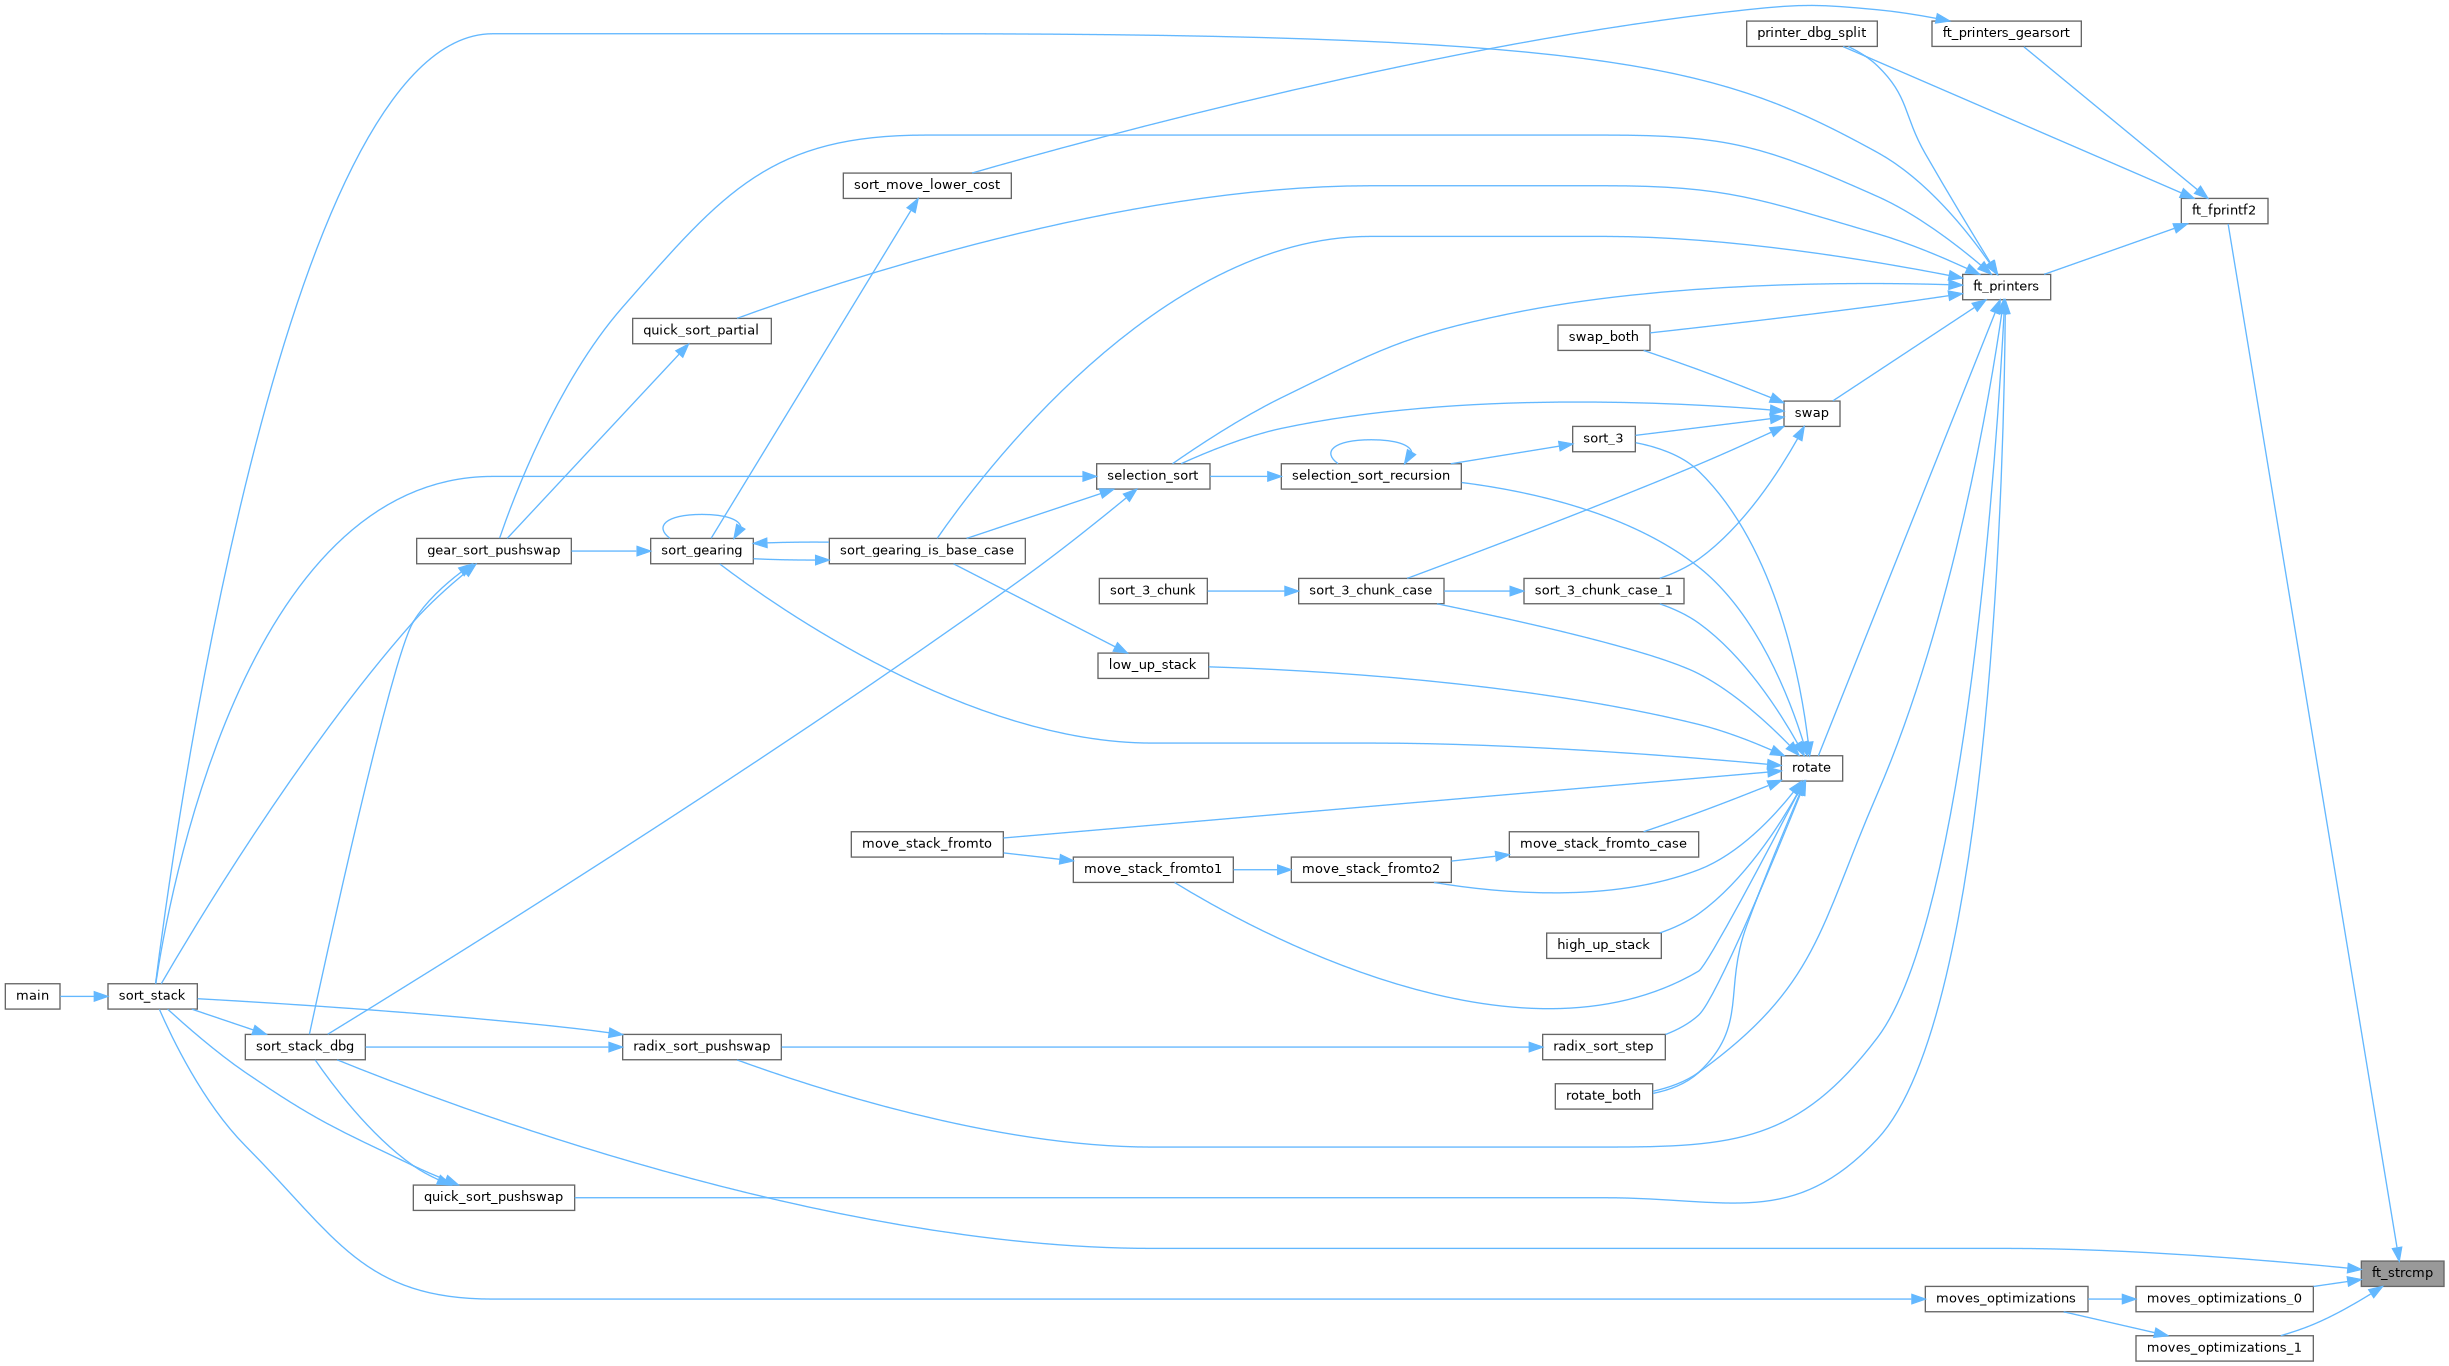 printer_dbg_split
ft_printers_gearsort
sort_move_lower_cost
ft_fprintf2
ft_printers
quick_sort_partial
swap_both
swap
sort_3
selection_sort
selection_sort_recursion
gear_sort_pushswap
sort_gearing
sort_gearing_is_base_case
sort_3_chunk
sort_3_chunk_case
sort_3_chunk_case_1
low_up_stack
rotate
move_stack_fromto
move_stack_fromto_case
move_stack_fromto1
move_stack_fromto2
high_up_stack
main
sort_stack
sort_stack_dbg
radix_sort_pushswap
radix_sort_step
rotate_both
quick_sort_pushswap
ft_strcmp
moves_optimizations
moves_optimizations_0
moves_optimizations_1